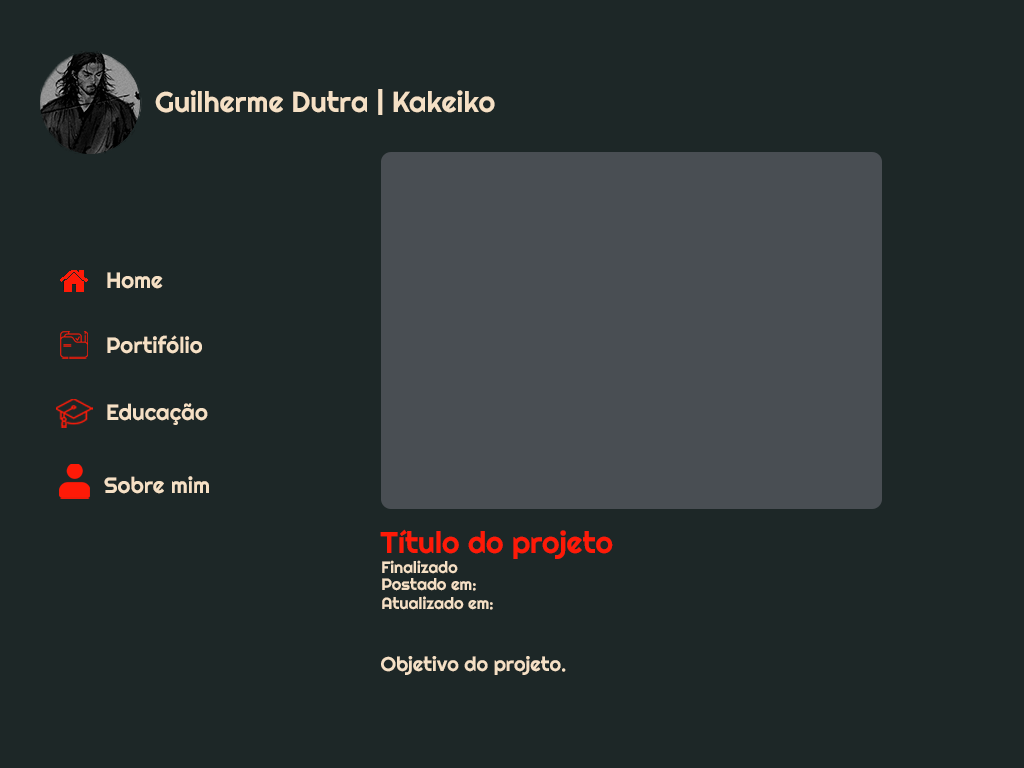 Guilherme Dutra | Kakeiko
Home
Portifólio
Educação
Sobre mim
Título do projeto
Finalizado
Postado em:
Atualizado em:
Objetivo do projeto.